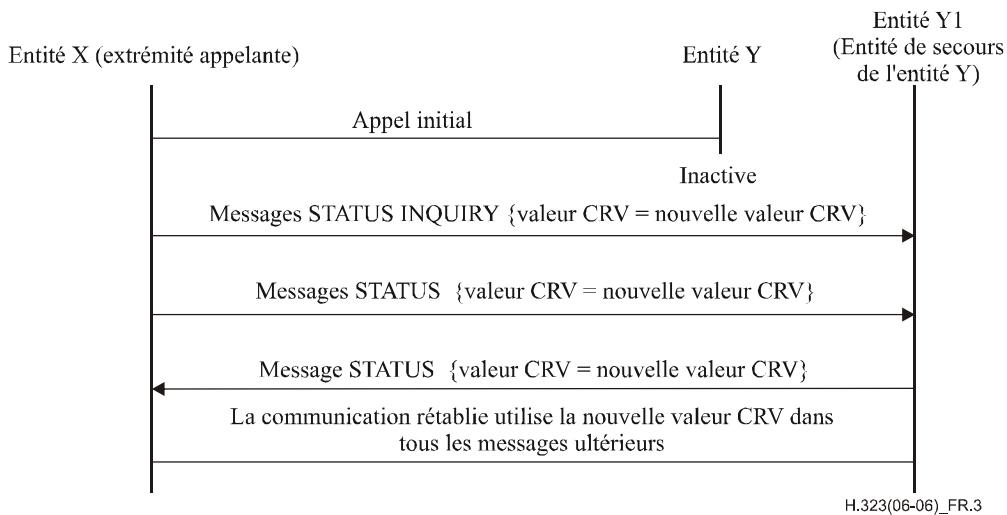 Entité X (extrémité appelante)
Entité Y
Entité Y1
(Entité de secours
de l'entité Y)
Appel initial
Inactive
Messages STATUS INQUIRY {valeur CRV = nouvelle valeur CRV}
Messages STATUS {valeur CRV = nouvelle valeur CRV}
Message STATUS {valeur CRV = nouvelle valeur CRV}
La communication rétablie utilise la nouvelle valeur CRV dans
tous les messages ultérieurs
H.323(06-06)_FR.3